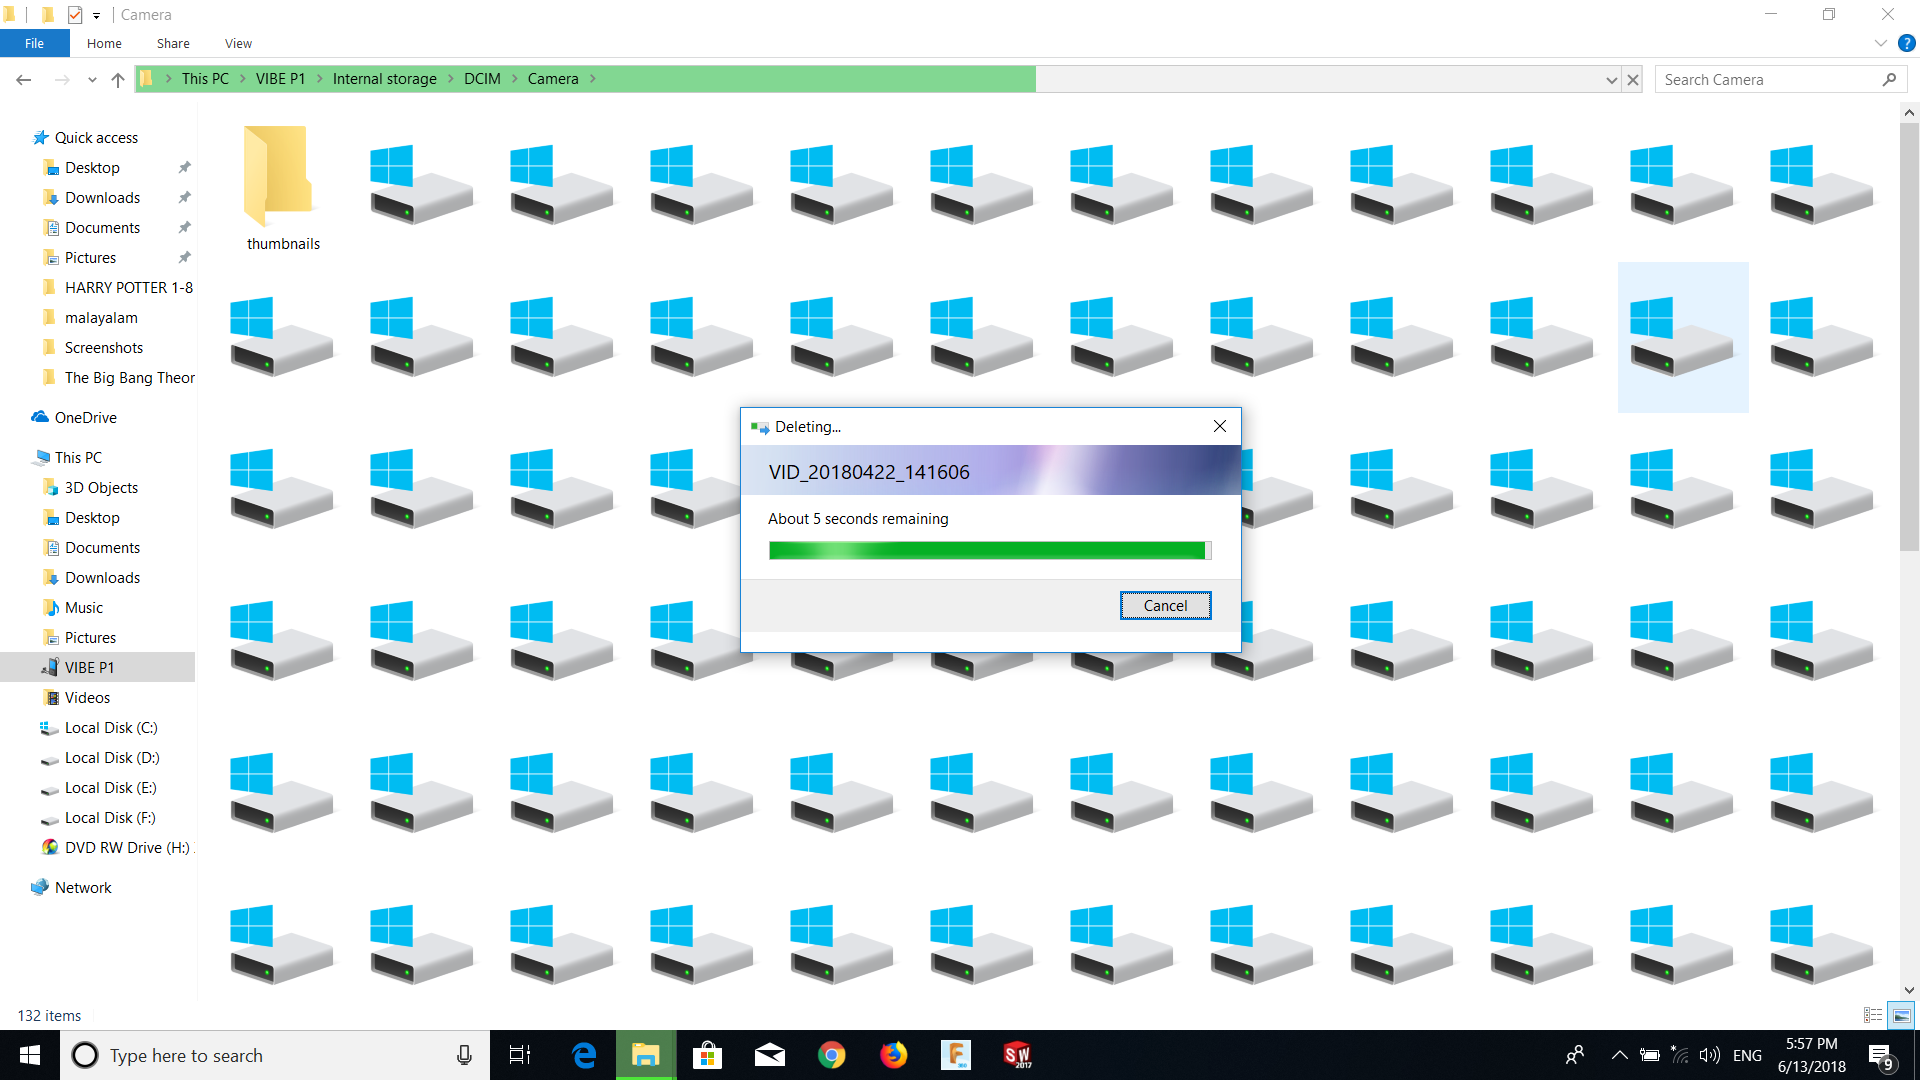 Camera
File Home Share View
This PC VIBE P1 Internal storage DCIM Camera
Search Camera
Quick access
Desktop
Downloads
Documents
Pictures
HARRY POTTER 1-8
malayalam
Screenshots
The Big Bang Theor
OneDrive
This PC
3D Objects
Desktop
Documents
Downloads
Music
Pictures
VIBE P1
Videos
Local Disk (C:)
Local Disk (D:)
Local Disk (E:)
Local Disk (F:)
DVD RW Drive (H:)
Network
thumbnails
Deleting...
VID_20180422_141606
About 5 seconds remaining
Cancel
132 items
Type here to search
SW
2017
ENG
5:57 PM
6/13/2018
9